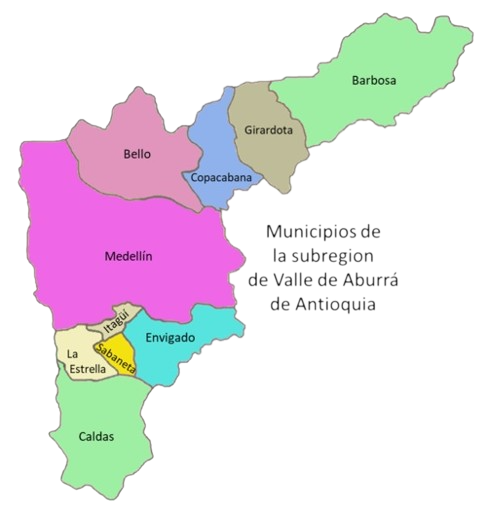 Barbosa
Girardota
Bello
Copacabana
Municipios de
la subregion
de Valle de Aburrá
de Antioquia
Medellín
Itagüí
Envigado
La
Estrella
Sabaneta
Caldas